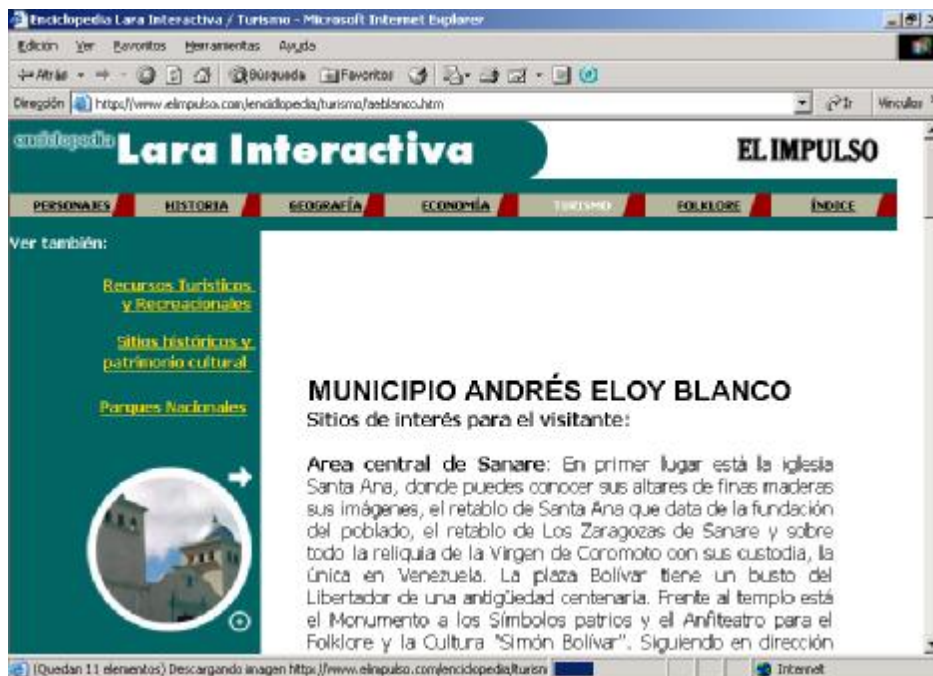 Enciclopedia Lara Interactiva / Turismo - Microsoft Internet Explorer
Edición Ver Favoritos Herramientas Ayuda
Atrás Búsqueda Favoritos
Dirección http://www.elimpulso.com/enciclopedia/turismo/aeblanco.htm Ir Vínculos
enciclopedia Lara Interactiva EL IMPULSO
PERSONAJES HISTORIA GEOGRAFÍA ECONOMÍA TURISMO FOLKLORE ÍNDICE
Ver también:
Recursos Turísticos
y Recreacionales
Sitios históricos y
patrimonio cultural
Parques Nacionales
MUNICIPIO ANDRÉS ELOY BLANCO
Sitios de interés para el visitante:
Area central de Sanare: En primer lugar está la iglesia
Santa Ana, donde puedes conocer sus altares de finas maderas
sus imágenes, el retablo de Santa Ana que data de la fundación
del poblado, el retablo de Los Zaragozas de Sanare y sobre
todo la reliquia de la Virgen de Coromoto con sus custodia, la
única en Venezuela. La plaza Bolívar tiene un busto del
Libertador de una antigüedad centenaria. Frente al templo está
el Monumento a los Símbolos patrios y el Anfiteatro para el
Folklore y la Cultura "Simón Bolívar". Siguiendo en dirección
(Quedan 11 elementos) Descargando imagen http://www.elimpulso.com/enciclopedia/turism Internet